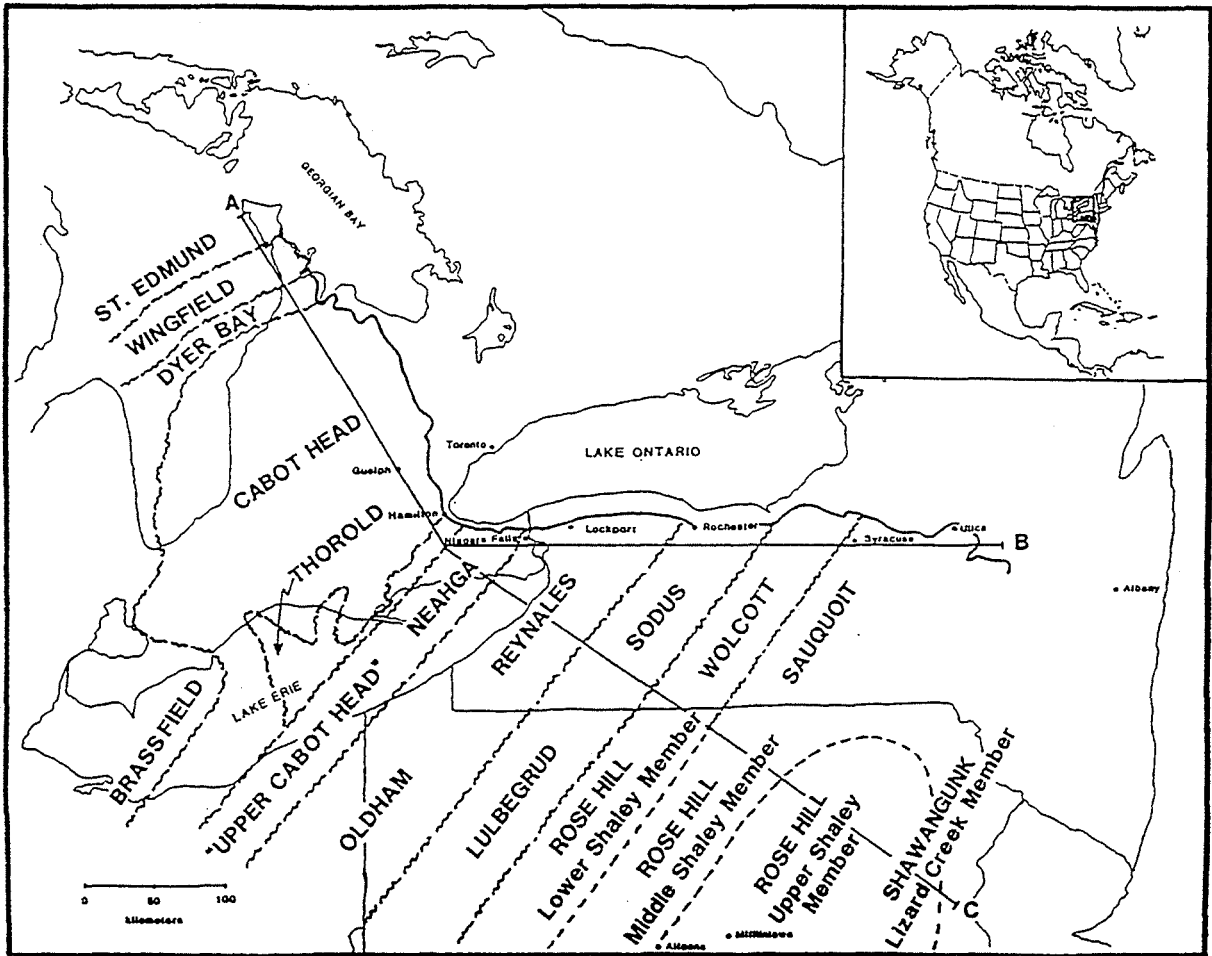 GEORGIAN BAY
A
ST. EDMUND
WINGFIELD
DYER BAY
CABOT HEAD
Guelph
Toronto
LAKE ONTARIO
THOROLD
Hamilton
Niagara Falls
Lockport
Rochester
Syracuse
Utica
B
Albany
NEAHGA
REYNALES
SODUS
WOLCOTT
SAUQUOIT
LAKE ERIE
BRASSFIELD
"UPPER CABOT HEAD"
OLDHAM
LULBEGRUD
ROSE HILL
Lower Shaley Member
ROSE HILL
Middle Shaley Member
ROSE HILL
Upper Shaley
Member
SHAWANGUNK
Lizard Creek Member
C
Altoona
0 50 100
kilometers